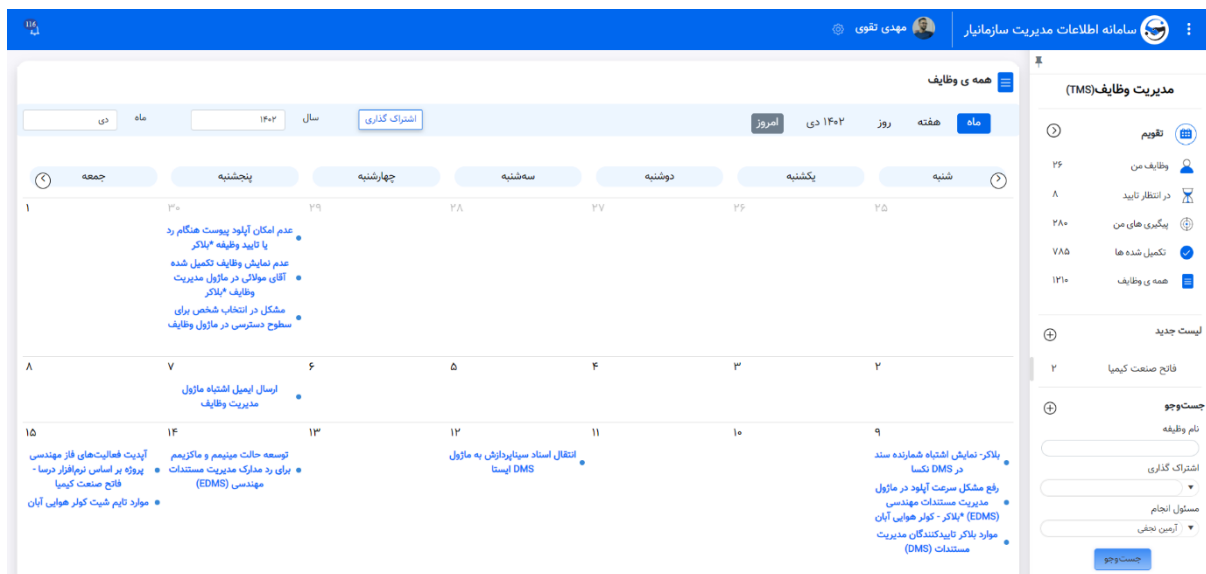 سامانه اطلاعات مدیریت سازمانیار
مهدی تقوی
116
مدیریت وظایف(TMS)
تقویم
وظایف من ۲۶
در انتظار تایید ۸
پیگیری های من ۲۸۰
تکمیل شده ها ۷۸۵
همه ی وظایف ۱۲۱۰
لیست جدید
فاتح صنعت کیمیا ۲
جست‌وجو
نام وظیفه
اشتراک گذاری
مسئول انجام
آرمین نجفی
جست‌وجو
همه ی وظایف
ماه هفته روز ۱۴۰۲ دی امروز
اشتراک گذاری سال ۱۴۰۲ ماه دی
شنبه یکشنبه دوشنبه سه‌شنبه چهارشنبه پنجشنبه جمعه
۲۵ ۲۶ ۲۷ ۲۸ ۲۹ ۳۰ ۱
عدم امکان آپلود پیوست هنگام رد
یا تایید وظیفه *بلاکر
عدم نمایش وظایف تکمیل شده
آقای مولائی در ماژول مدیریت
وظایف *بلاکر
مشکل در انتخاب شخص برای
سطوح دسترسی در ماژول وظایف
۲ ۳ ۴ ۵ ۶ ۷ ۸
ارسال ایمیل اشتباه ماژول
مدیریت وظایف
۹ ۱۰ ۱۱ ۱۲ ۱۳ ۱۴ ۱۵
بلاکر- نمایش اشتباه شمارنده سند
در DMS نکسا
رفع مشکل سرعت آپلود در ماژول
مدیریت مستندات مهندسی
(EDMS) *بلاکر - کولر هوایی آبان
موارد بلاکر تاییدکنندگان مدیریت
مستندات (DMS)
انتقال اسناد سیناپردازش به ماژول
DMS ایستا
توسعه حالت مینیمم و ماکزیمم
برای رد مدارک مدیریت مستندات
مهندسی (EDMS)
آپدیت فعالیت‌های فاز مهندسی
پروژه بر اساس نرم‌افزار درسا -
فاتح صنعت کیمیا
موارد تایم شیت کولر هوایی آبان